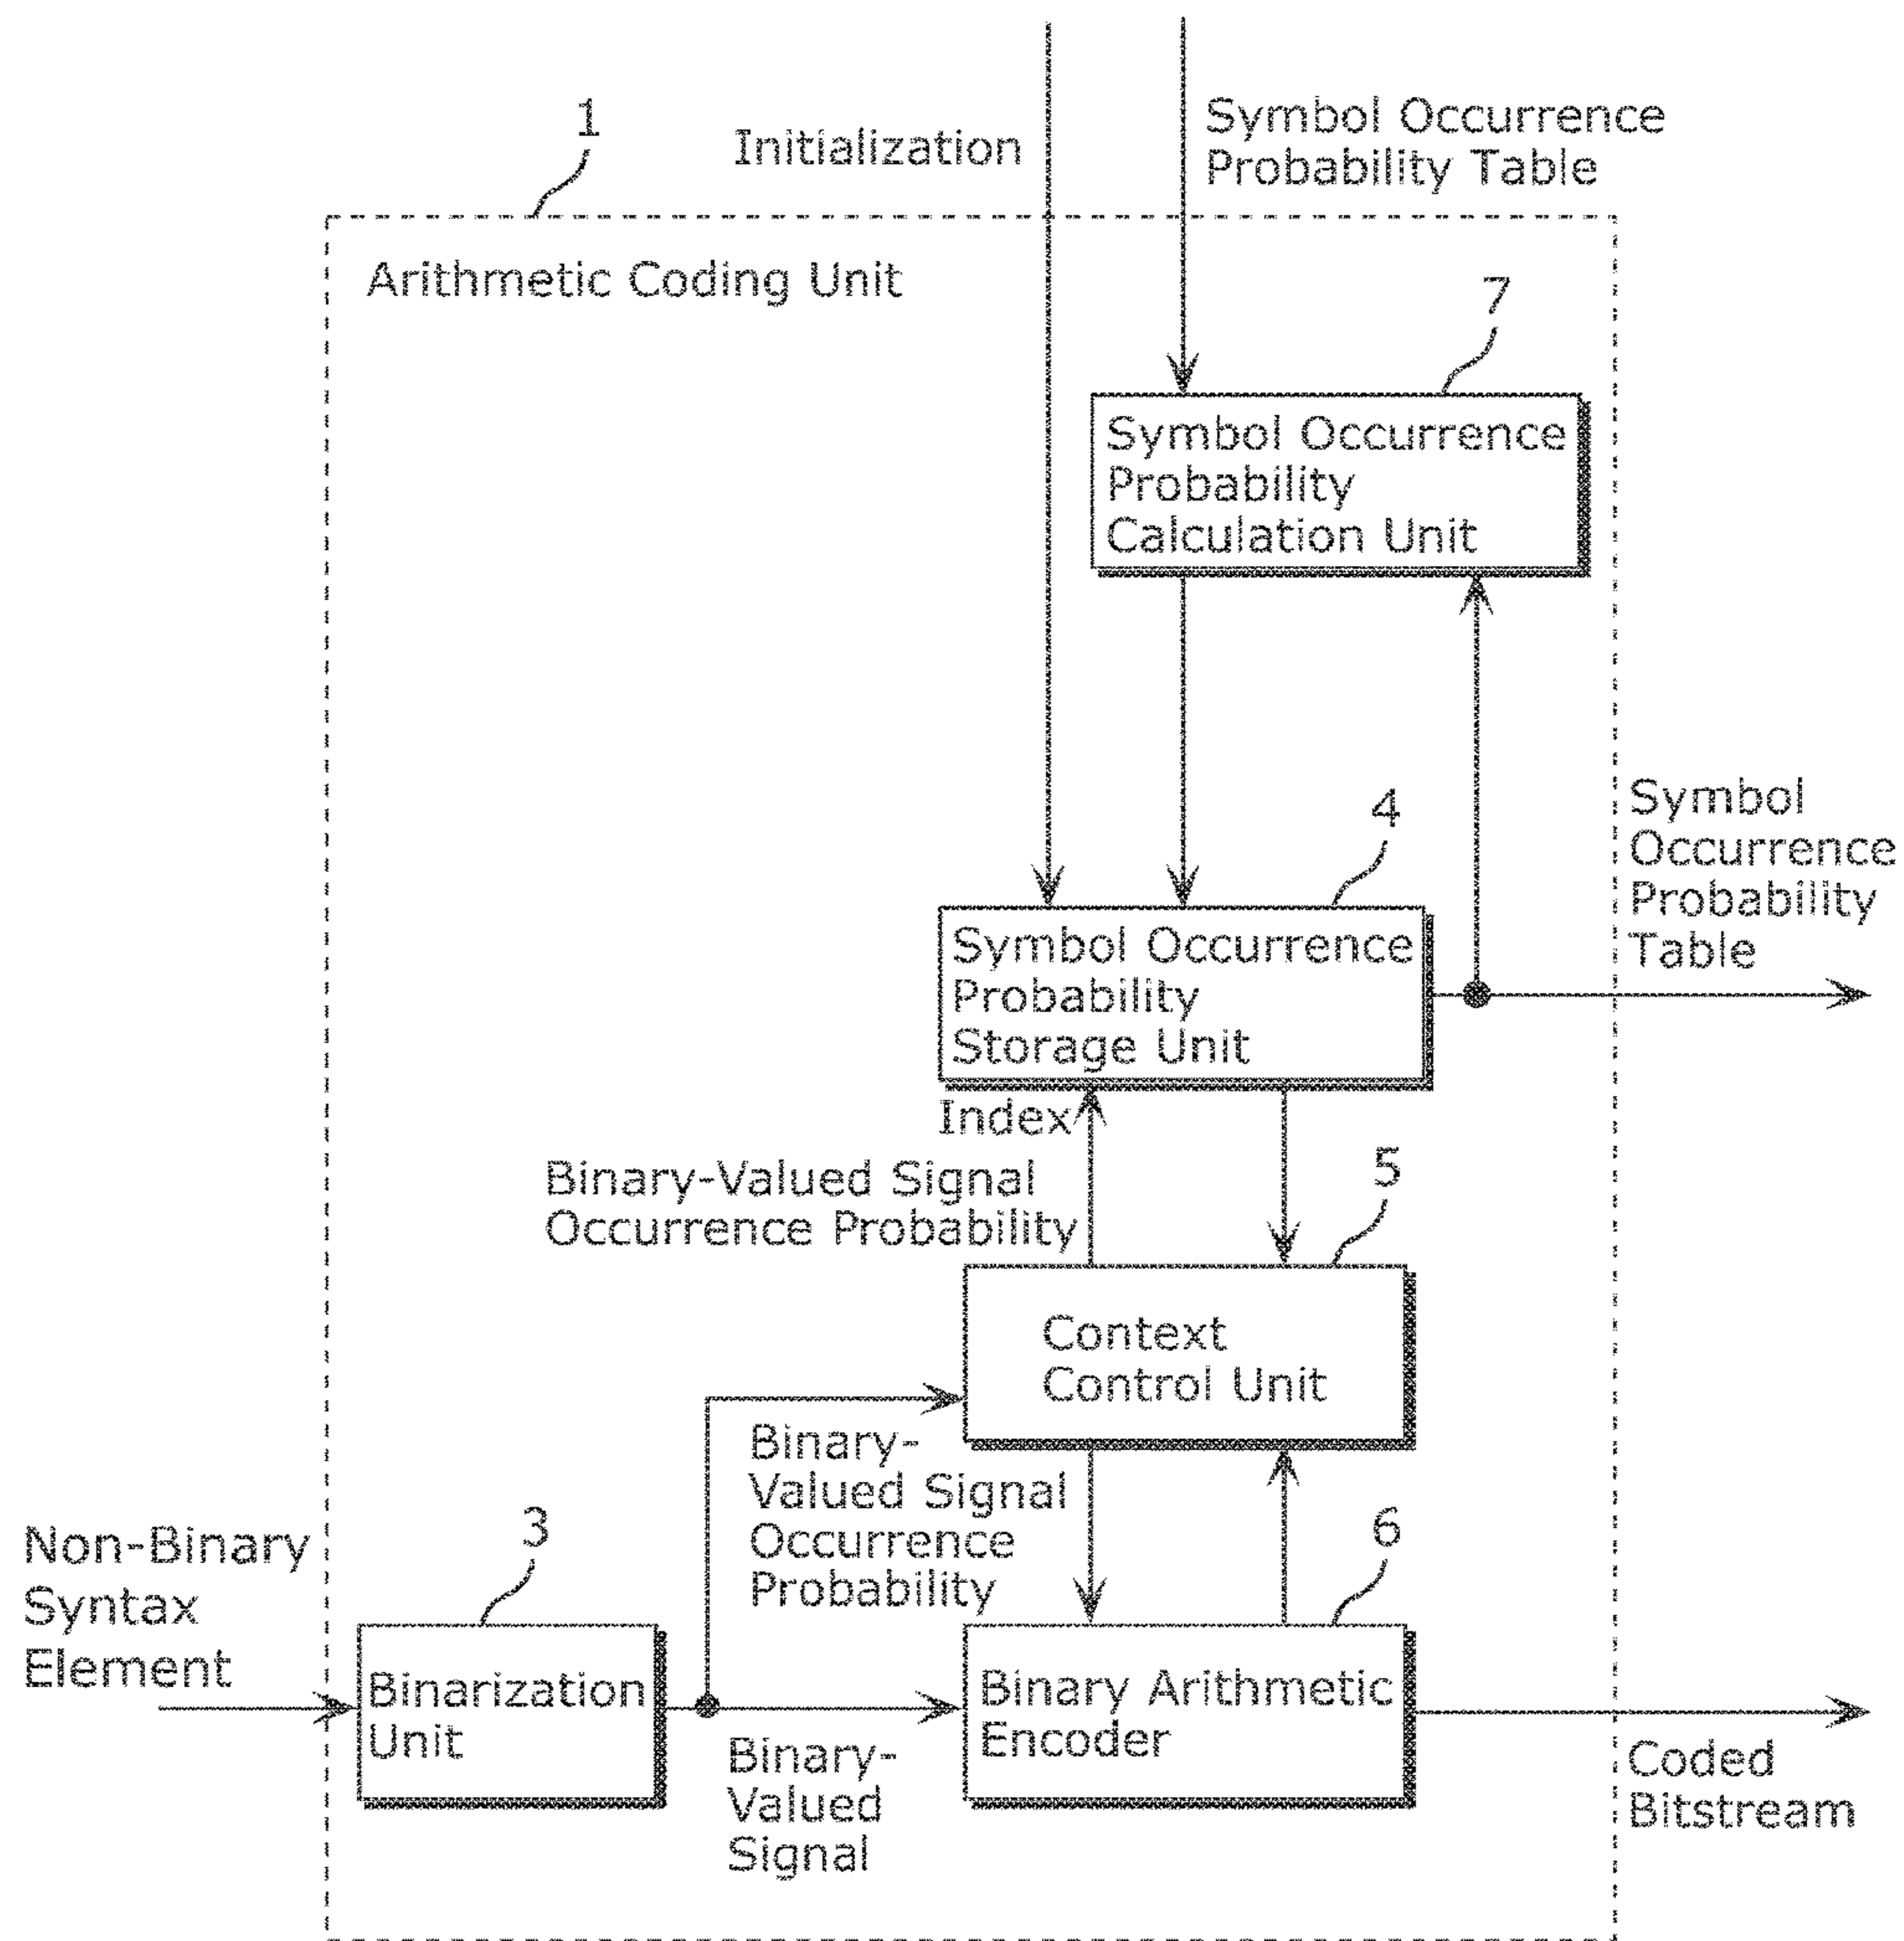 1
Initialization
Symbol Occurrence
Probability Table
Arithmetic Coding Unit
7
Symbol Occurrence
Probability
Calculation Unit
4
Symbol
Occurrence
Probability
Table
Symbol Occurrence
Probability
Storage Unit
Index
Binary-Valued Signal
Occurrence Probability
5
Context
Control Unit
Binary-
Valued Signal
Occurrence
Probability
Non-Binary
Syntax
Element
3
6
Binarization
Unit
Binary Arithmetic
Encoder
Binary-
Valued
Signal
Coded
Bitstream